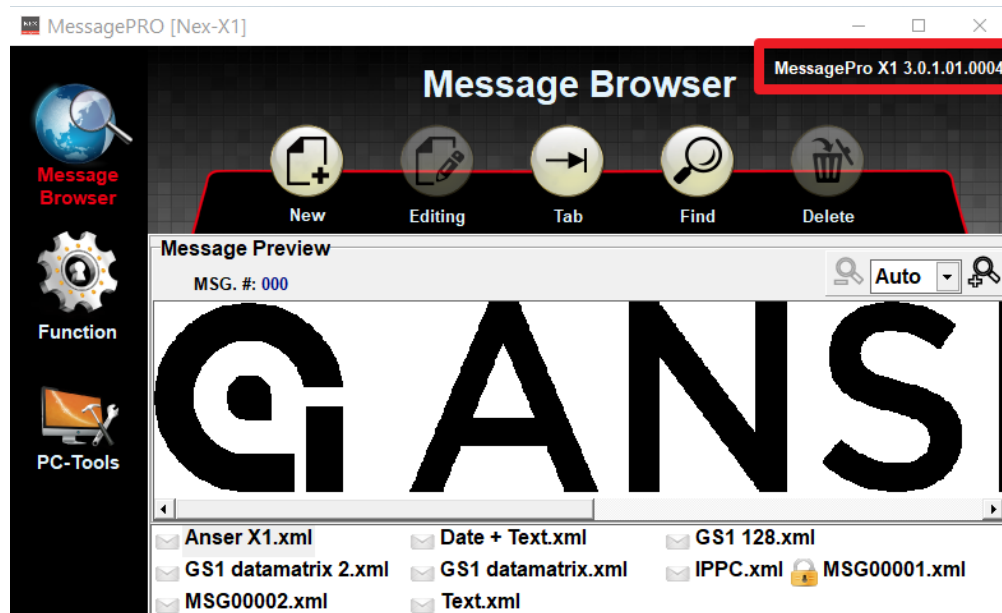 MessagePRO [Nex-X1]
MessagePro X1 3.0.1.01.0004
Message Browser
Message
Browser
New
Editing
Tab
Find
Delete
Message Preview
MSG. #: 000
Auto
ANS
Function
PC-Tools
Anser X1.xml
Date + Text.xml
GS1 128.xml
GS1 datamatrix 2.xml
GS1 datamatrix.xml
IPPC.xml
MSG00001.xml
MSG00002.xml
Text.xml